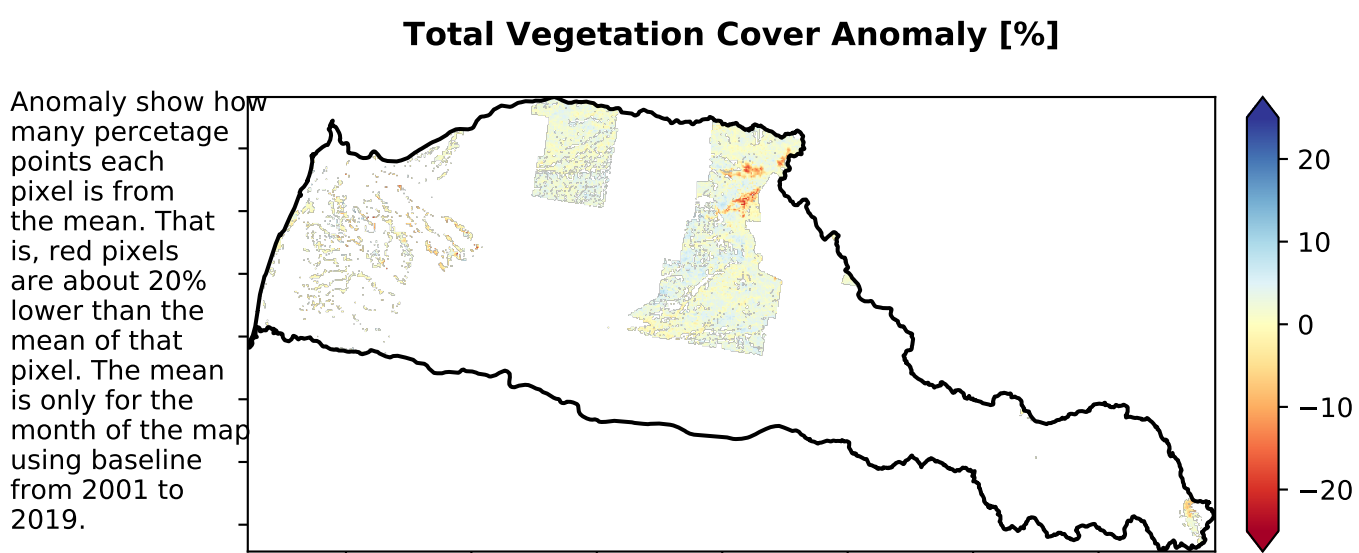 Total Vegetation Cover Anomaly [%]
Anomaly show how
many percetage
points each
pixel is from
the mean. That
is, red pixels
are about 20%
lower than the
mean of that
pixel. The mean
is only for the
month of the map
using baseline
from 2001 to
2019.
20
10
0
−10
−20